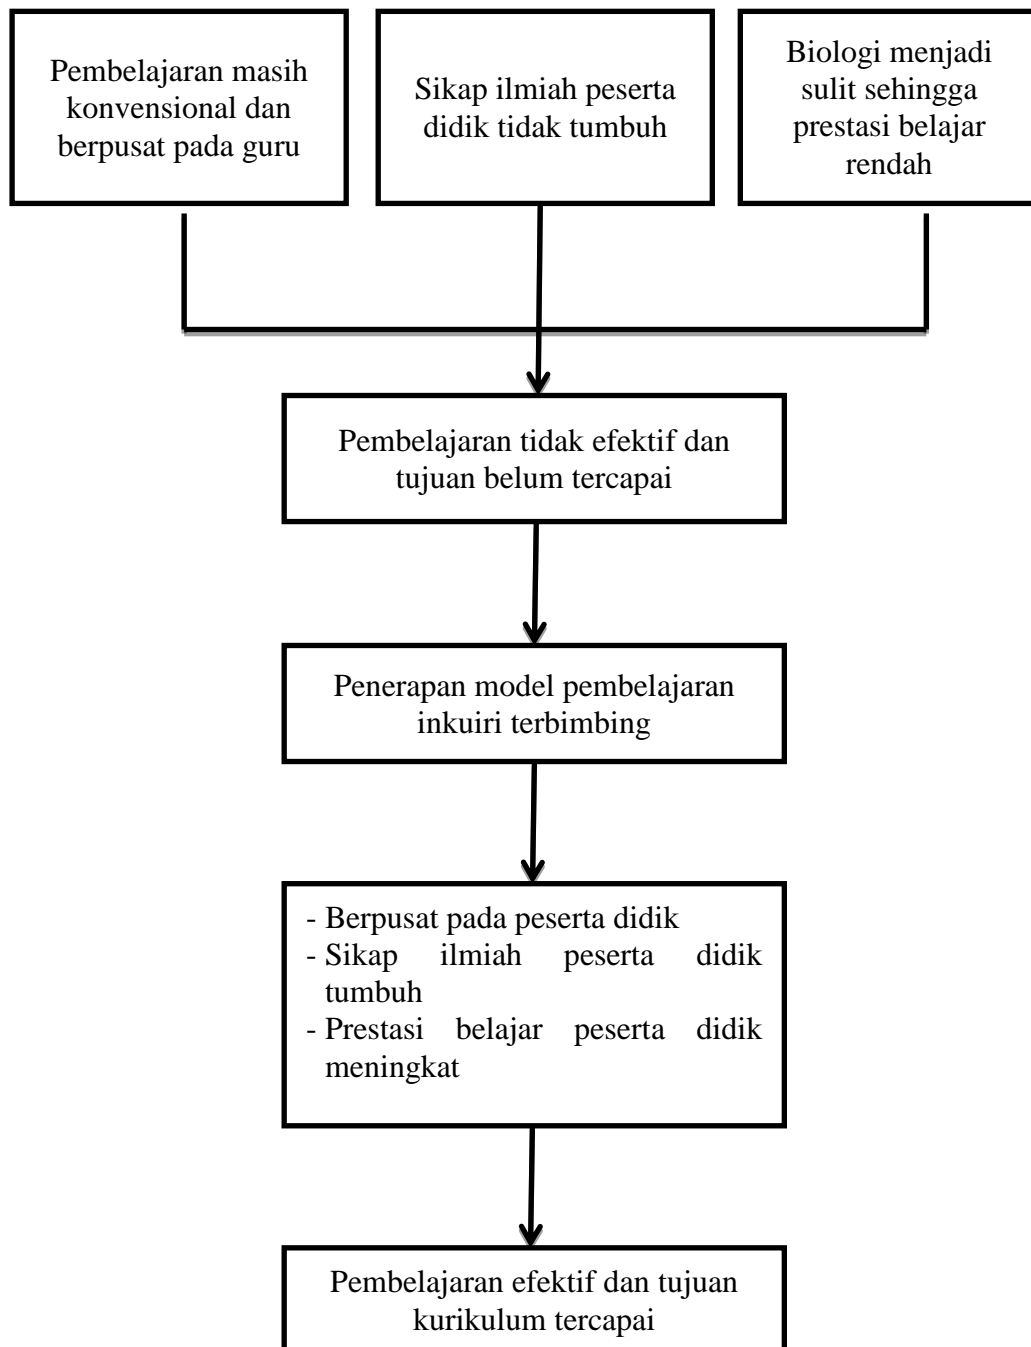 Pembelajaran masih
konvensional dan
berpusat pada guru
Sikap ilmiah peserta
didik tidak tumbuh
Biologi menjadi
sulit sehingga
prestasi belajar
rendah
Pembelajaran tidak efektif dan
tujuan belum tercapai
Penerapan model pembelajaran
inkuiri terbimbing
- Berpusat pada peserta didik
- Sikap ilmiah peserta didik
tumbuh
- Prestasi belajar peserta didik
meningkat
Pembelajaran efektif dan tujuan
kurikulum tercapai